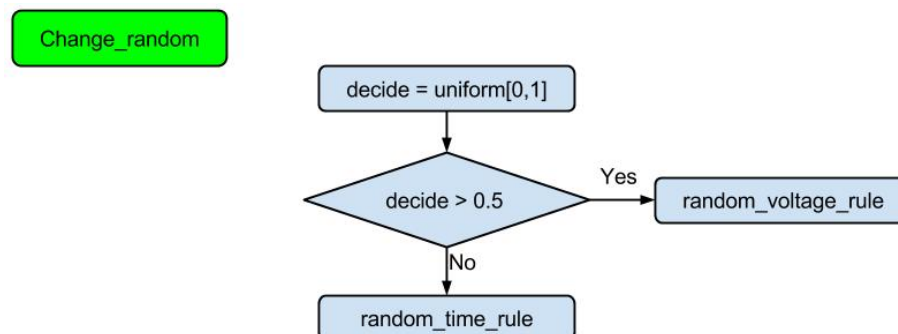 Change_random
decide = uniform[0,1]
decide > 0.5
Yes
random_voltage_rule
No
random_time_rule